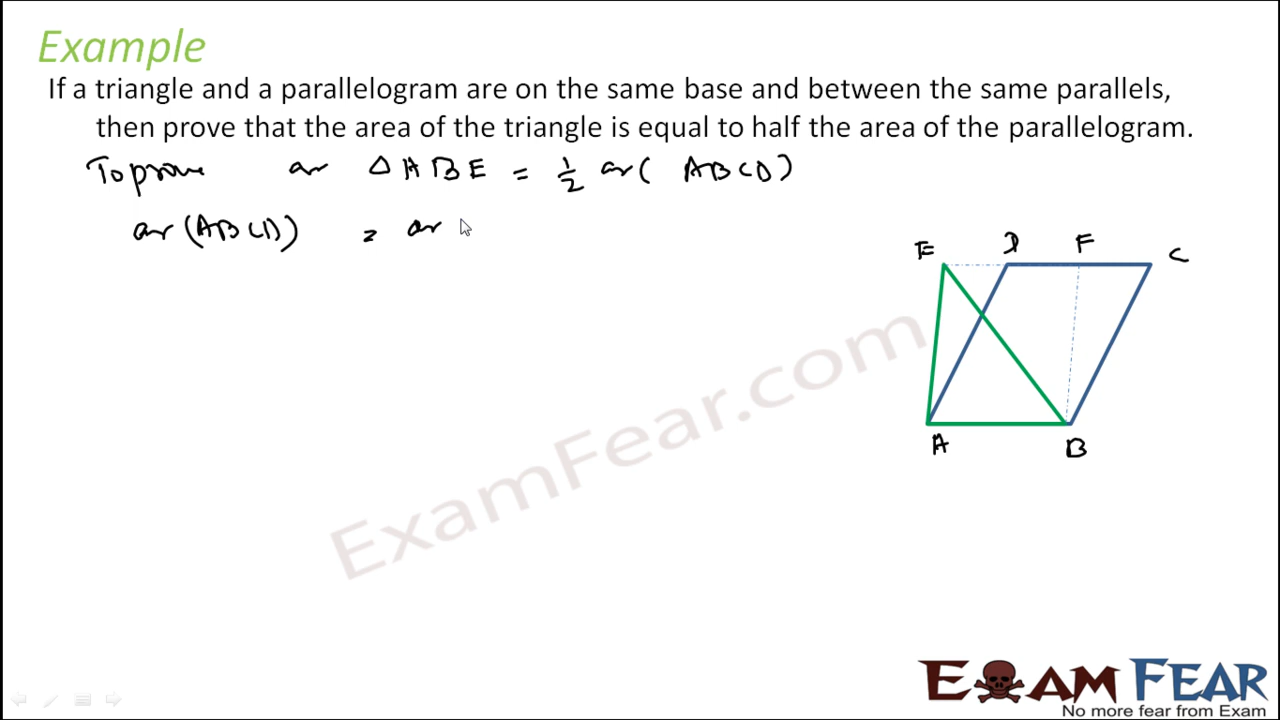 Example
If a triangle and a parallelogram are on the same base and between the same parallels,
then prove that the area of the triangle is equal to half the area of the parallelogram.
To prove ar △ ABE = 1/2 ar( ABCD)
ar (ABCD) = ar
E D F C
A B
ExamFear.com
EXAM FEAR
No more fear from Exam